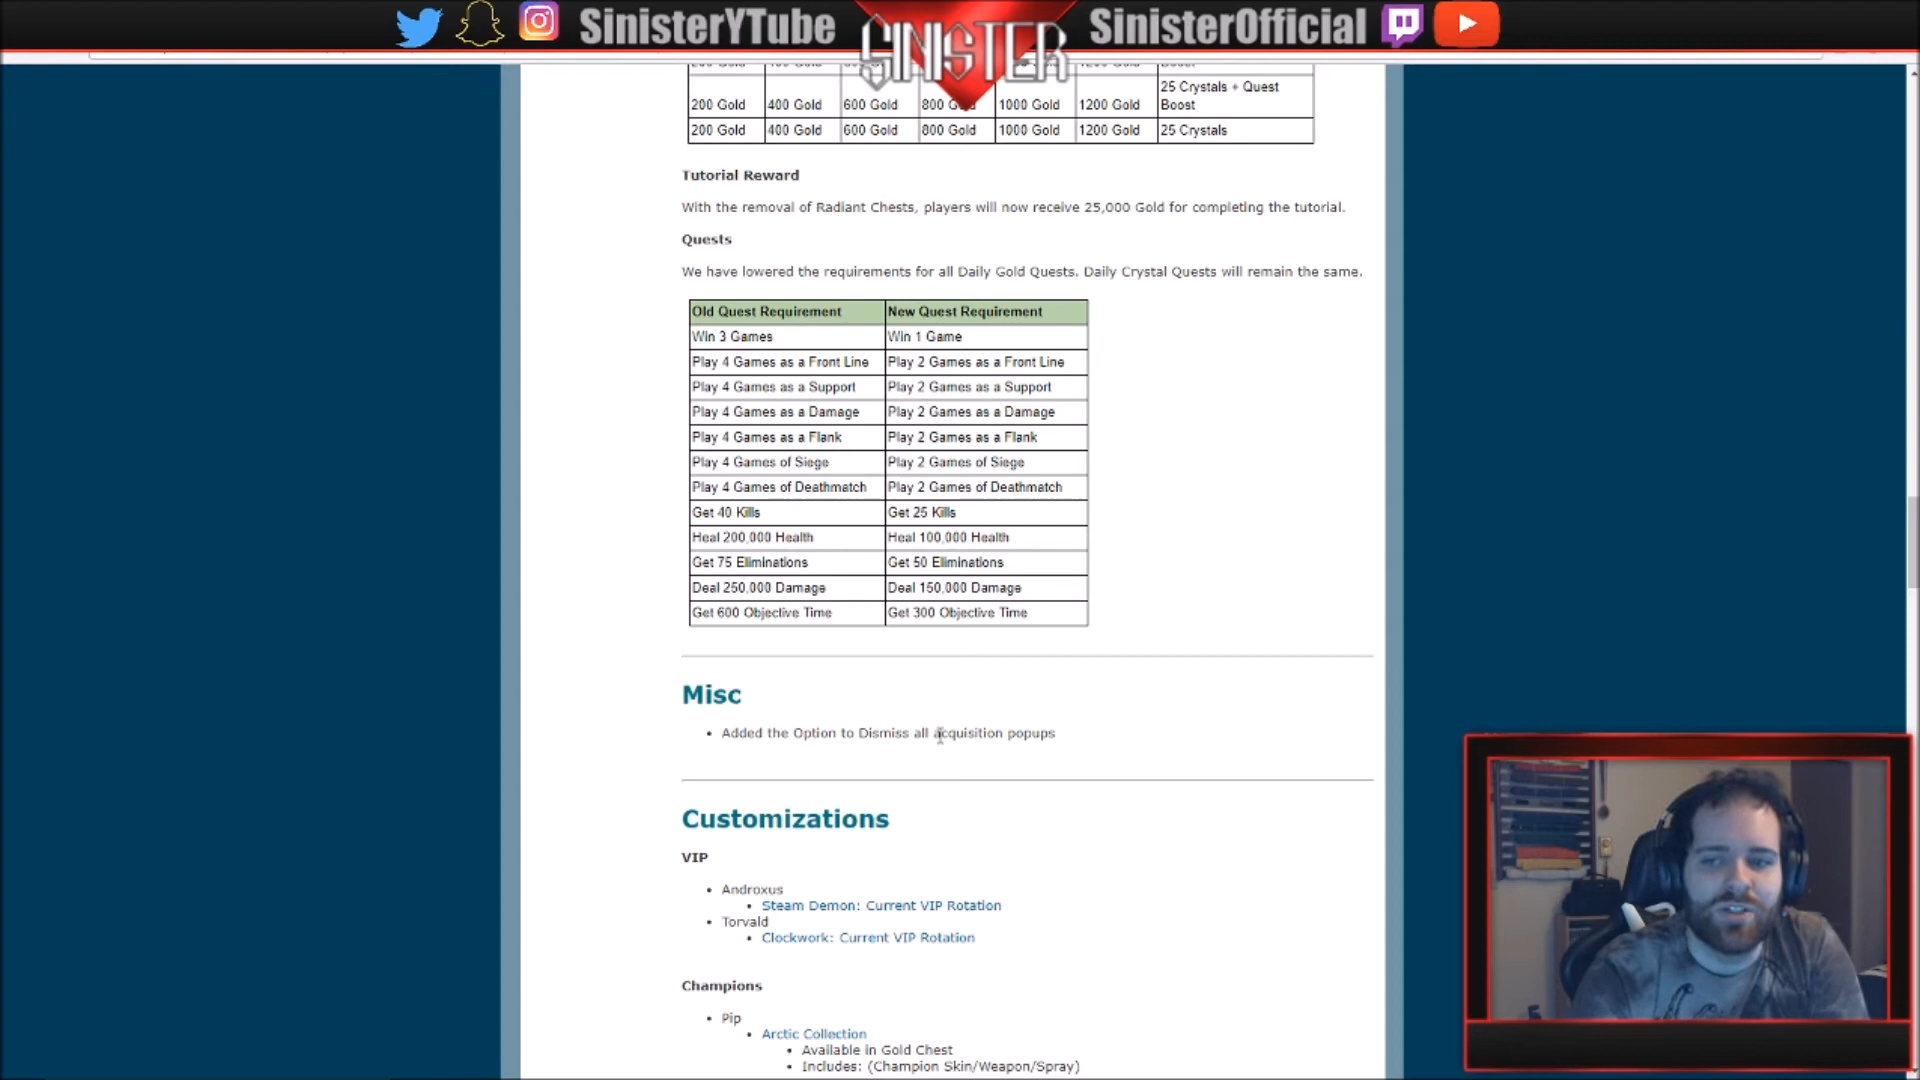 SinisterYTube SINISTER SinisterOfficial
200 Gold 400 Gold 600 Gold 800 Gold 1000 Gold 1200 Gold 25 Crystals + Quest Boost
200 Gold 400 Gold 600 Gold 800 Gold 1000 Gold 1200 Gold 25 Crystals
Tutorial Reward
With the removal of Radiant Chests, players will now receive 25,000 Gold for completing the tutorial.
Quests
We have lowered the requirements for all Daily Gold Quests. Daily Crystal Quests will remain the same.
Old Quest Requirement New Quest Requirement
Win 3 Games Win 1 Game
Play 4 Games as a Front Line Play 2 Games as a Front Line
Play 4 Games as a Support Play 2 Games as a Support
Play 4 Games as a Damage Play 2 Games as a Damage
Play 4 Games as a Flank Play 2 Games as a Flank
Play 4 Games of Siege Play 2 Games of Siege
Play 4 Games of Deathmatch Play 2 Games of Deathmatch
Get 40 Kills Get 25 Kills
Heal 200,000 Health Heal 100,000 Health
Get 75 Eliminations Get 50 Eliminations
Deal 250,000 Damage Deal 150,000 Damage
Get 600 Objective Time Get 300 Objective Time
Misc
• Added the Option to Dismiss all acquisition popups
Customizations
VIP
• Androxus
• Steam Demon: Current VIP Rotation
• Torvald
• Clockwork: Current VIP Rotation
Champions
• Pip
• Arctic Collection
• Available in Gold Chest
• Includes: (Champion Skin/Weapon/Spray)